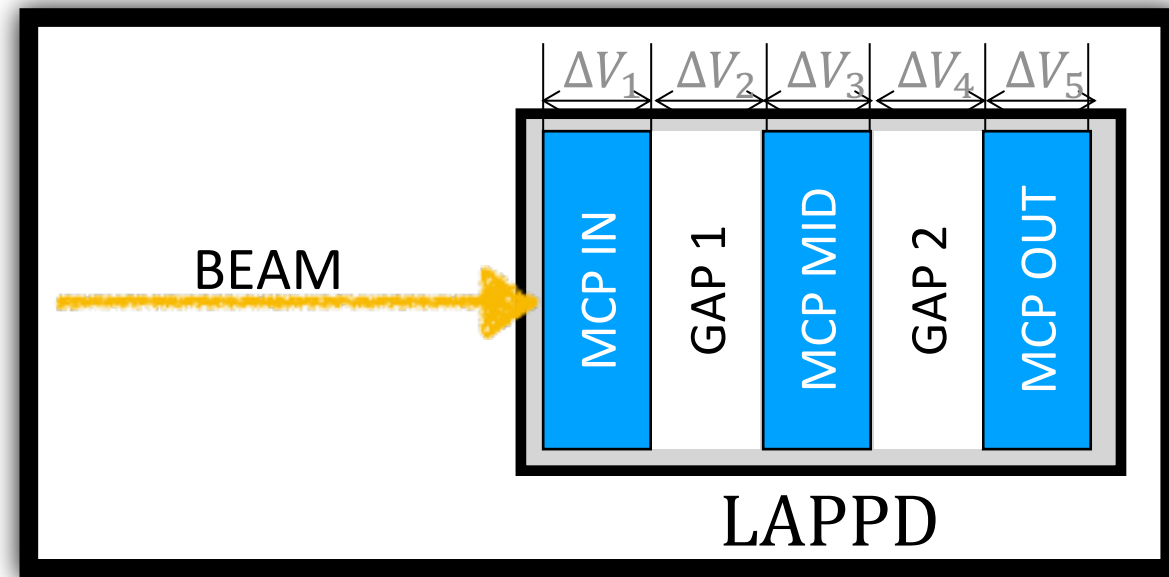 ΔV₁ ΔV₂ ΔV₃ ΔV₄ ΔV₅
BEAM
MCP IN
GAP 1
MCP MID
GAP 2
MCP OUT
LAPPD